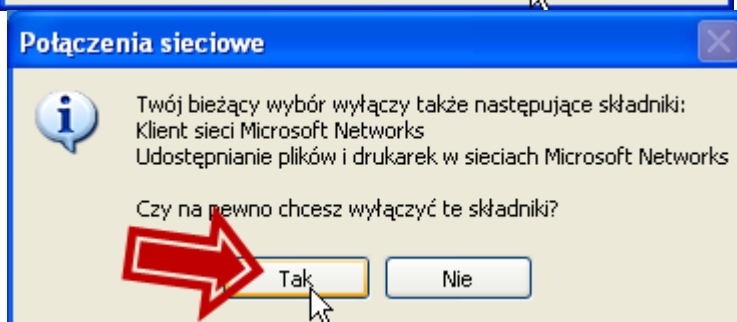 Połączenia sieciowe
Twój bieżący wybór wyłączy także następujące składniki:
Klient sieci Microsoft Networks
Udostępnianie plików i drukarek w sieciach Microsoft Networks
Czy na pewno chcesz wyłączyć te składniki?
Tak
Nie